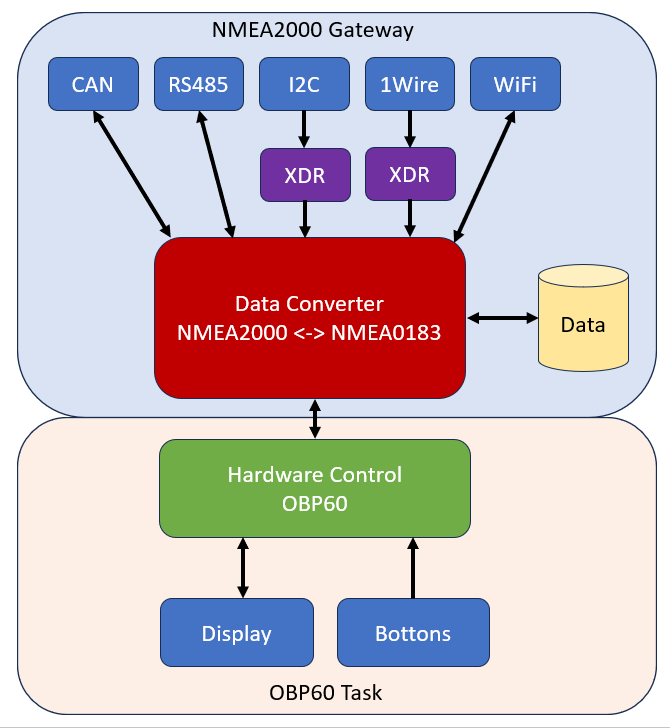 NMEA2000 Gateway
CAN
RS485
I2C
1Wire
WiFi
XDR
XDR
Data Converter
NMEA2000 <-> NMEA0183
Data
Hardware Control
OBP60
Display
Bottons
OBP60 Task